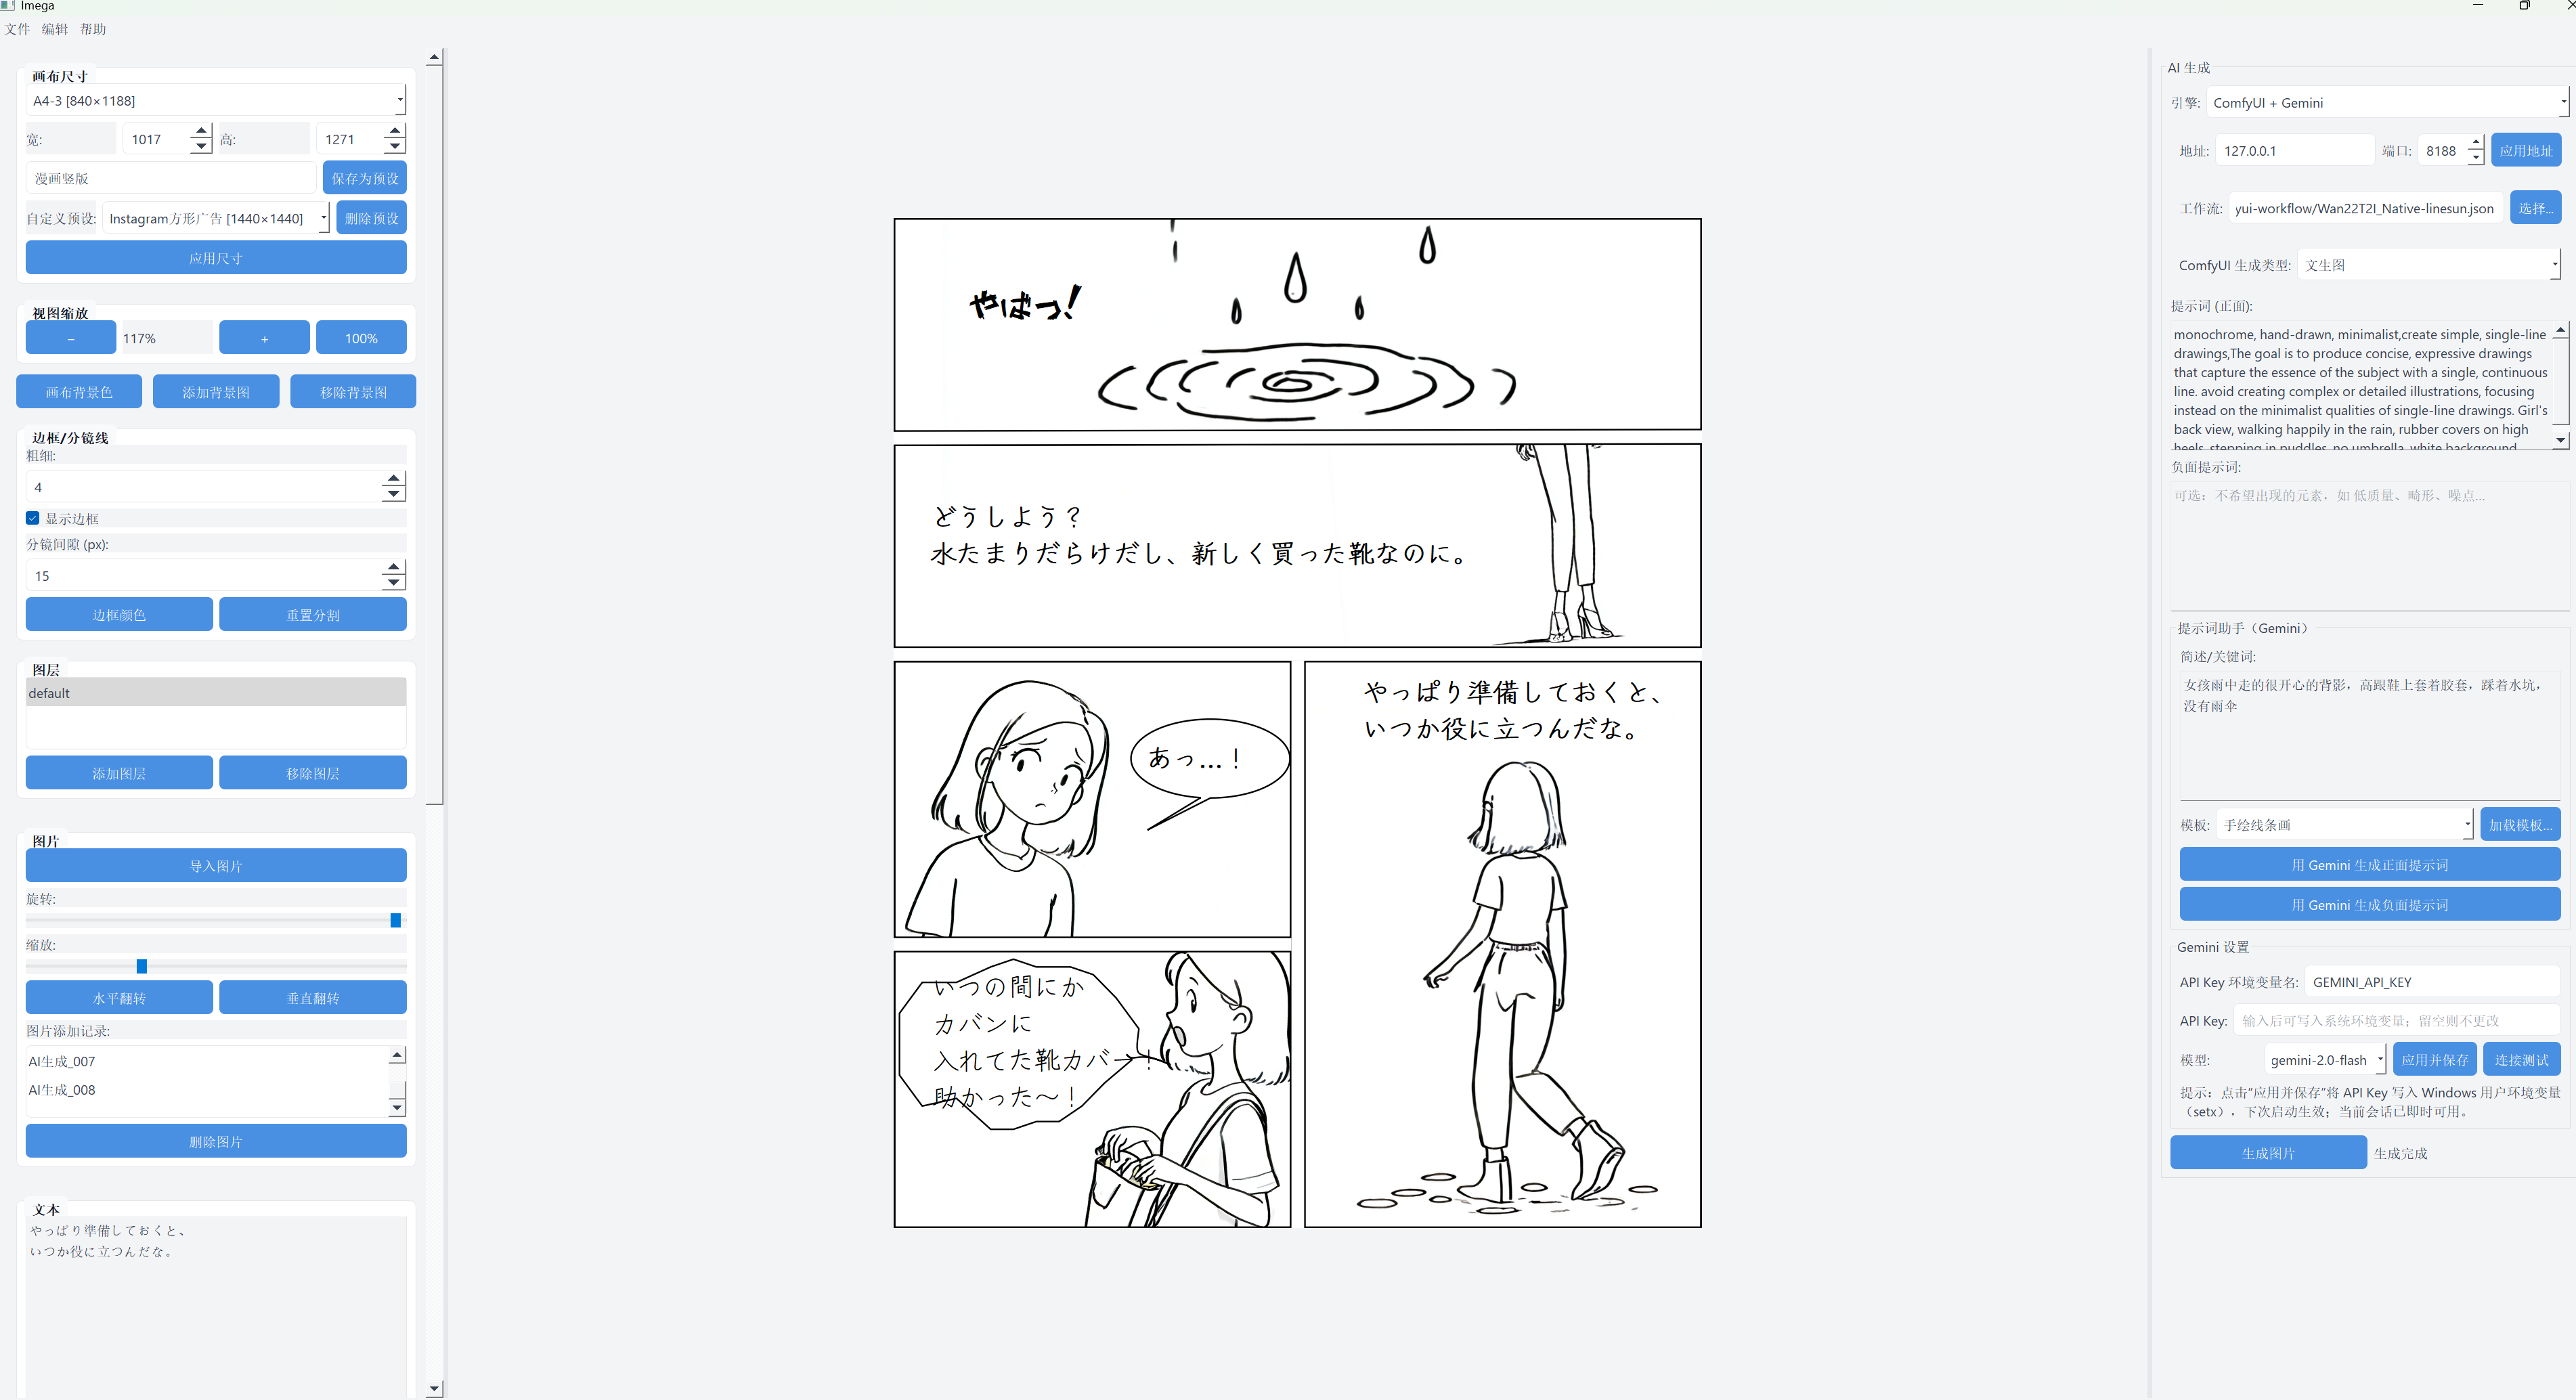 Imega
文件 编辑 帮助
画布尺寸
A4-3 [840×1188]
宽: 1017 高: 1271
漫画竖版 保存为预设
自定义预设: Instagram方形广告 [1440×1440] 删除预设
应用尺寸
视图缩放
− 117% + 100%
画布背景色 添加背景图 移除背景图
边框/分镜线
粗细:
4
显示边框
分镜间隙 (px):
15
边框颜色 重置分割
图层
default
添加图层 移除图层
图片
导入图片
旋转:
缩放:
水平翻转 垂直翻转
图片添加记录:
AI生成_007
AI生成_008
删除图片
文本
やっぱり準備しておくと、
いつか役に立つんだな。
やばっ!
どうしよう？
水たまりだらけだし、新しく買った靴なのに。
あっ…！
やっぱり準備しておくと、
いつか役に立つんだな。
いつの間にか
カバンに
入れてた靴カバー！
助かった～！
AI 生成
引擎: ComfyUI + Gemini
地址: 127.0.0.1 端口: 8188 应用地址
工作流: yui-workflow/Wan22T2I_Native-linesun.json 选择...
ComfyUI 生成类型: 文生图
提示词 (正面):
monochrome, hand-drawn, minimalist,create simple, single-line
drawings,The goal is to produce concise, expressive drawings
that capture the essence of the subject with a single, continuous
line. avoid creating complex or detailed illustrations, focusing
instead on the minimalist qualities of single-line drawings. Girl's
back view, walking happily in the rain, rubber covers on high
heels, stepping in puddles, no umbrella, white background
负面提示词:
可选：不希望出现的元素，如 低质量、畸形、噪点...
提示词助手（Gemini）
简述/关键词:
女孩雨中走的很开心的背影，高跟鞋上套着胶套，踩着水坑，
没有雨伞
模板: 手绘线条画 加载模板...
用 Gemini 生成正面提示词
用 Gemini 生成负面提示词
Gemini 设置
API Key 环境变量名: GEMINI_API_KEY
API Key: 输入后可写入系统环境变量；留空则不更改
模型: gemini-2.0-flash 应用并保存 连接测试
提示：点击“应用并保存”将 API Key 写入 Windows 用户环境变量
（setx），下次启动生效；当前会话已即时可用。
生成图片 生成完成